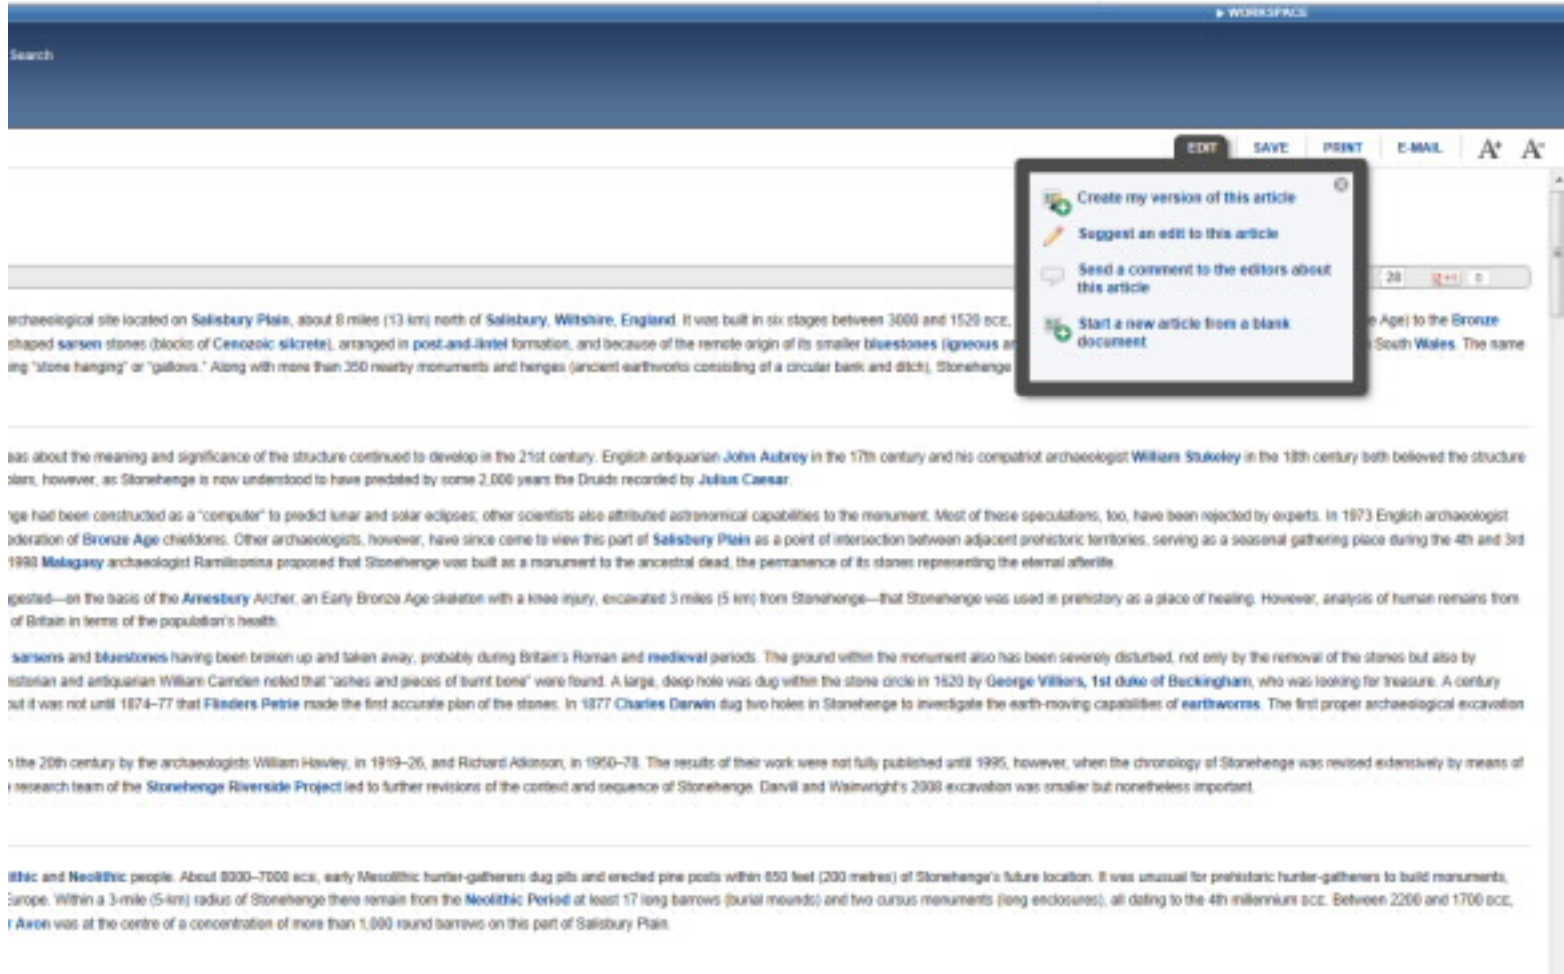 ▶ WORKSPACE
Search
EDIT SAVE PRINT E-MAIL A+ A-
Create my version of this article
Suggest an edit to this article
Send a comment to the editors about
this article
Start a new article from a blank
document
28 +1 0
archaeological site located on Salisbury Plain, about 8 miles (13 km) north of Salisbury, Wiltshire, England. It was built in six stages between 3000 and 1520 BCE, Age) to the Bronze
shaped sarsen stones (blocks of Cenozoic silcrete), arranged in post-and-lintel formation, and because of the remote origin of its smaller bluestones (igneous South Wales. The name
ing "stone hanging" or "gallows." Along with more than 350 nearby monuments and henges (ancient earthworks consisting of a circular bank and ditch), Stonehenge
eas about the meaning and significance of the structure continued to develop in the 21st century. English antiquarian John Aubrey in the 17th century and his compatriot archaeologist William Stukeley in the 18th century both believed the structure
olars, however, as Stonehenge is now understood to have predated by some 2,000 years the Druids recorded by Julius Caesar.
nge had been constructed as a "computer" to predict lunar and solar eclipses; other scientists also attributed astronomical capabilities to the monument. Most of these speculations, too, have been rejected by experts. In 1973 English archaeologist
ederation of Bronze Age chiefdoms. Other archaeologists, however, have since come to view this part of Salisbury Plain as a point of intersection between adjacent prehistoric territories, serving as a seasonal gathering place during the 4th and 3rd
1998 Malagasy archaeologist Ramilisonina proposed that Stonehenge was built as a monument to the ancestral dead, the permanence of its stones representing the eternal afterlife.
ggested—on the basis of the Amesbury Archer, an Early Bronze Age skeleton with a knee injury, excavated 3 miles (5 km) from Stonehenge—that Stonehenge was used in prehistory as a place of healing. However, analysis of human remains from
of Britain in terms of the population's health.
sarsens and bluestones having been broken up and taken away, probably during Britain's Roman and medieval periods. The ground within the monument also has been severely disturbed, not only by the removal of the stones but also by
historian and antiquarian William Camden noted that "ashes and pieces of burnt bone" were found. A large, deep hole was dug within the stone circle in 1620 by George Villiers, 1st duke of Buckingham, who was looking for treasure. A century
but it was not until 1874–77 that Flinders Petrie made the first accurate plan of the stones. In 1877 Charles Darwin dug two holes in Stonehenge to investigate the earth-moving capabilities of earthworms. The first proper archaeological excavation
n the 20th century by the archaeologists William Hawley, in 1919–26, and Richard Atkinson, in 1950–78. The results of their work were not fully published until 1995, however, when the chronology of Stonehenge was revised extensively by means of
research team of the Stonehenge Riverside Project led to further revisions of the context and sequence of Stonehenge. Darvill and Wainwright's 2008 excavation was smaller but nonetheless important.
lithic and Neolithic people. About 8000–7000 BCE, early Mesolithic hunter-gatherers dug pits and erected pine posts within 650 feet (200 metres) of Stonehenge's future location. It was unusual for prehistoric hunter-gatherers to build monuments,
Europe. Within a 3-mile (5-km) radius of Stonehenge there remain from the Neolithic Period at least 17 long barrows (burial mounds) and two cursus monuments (long enclosures), all dating to the 4th millennium BCE. Between 2200 and 1700 BCE,
r Avon was at the centre of a concentration of more than 1,000 round barrows on this part of Salisbury Plain.